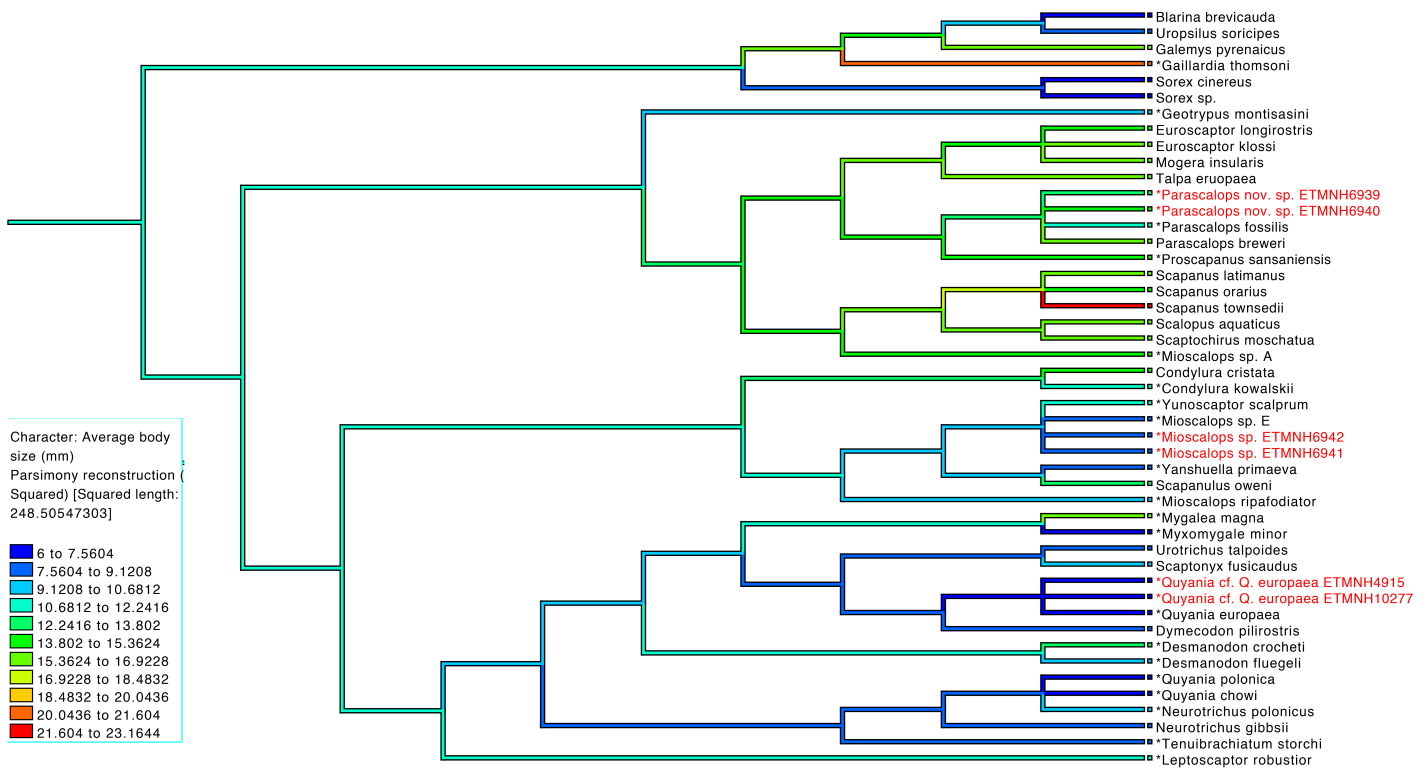 Blarina brevicauda
Uropsilus soricipes
Galemys pyrenaicus
*Gaillardia thomsoni
Sorex cinereus
Sorex sp.
*Geotrypus montisasini
Euroscaptor longirostris
Euroscaptor klossi
Mogera insularis
Talpa eruopaea
*Parascalops nov. sp. ETMNH6939
*Parascalops nov. sp. ETMNH6940
*Parascalops fossilis
Parascalops breweri
*Proscapanus sansaniensis
Scapanus latimanus
Scapanus orarius
Scapanus townsedii
Scalopus aquaticus
Scaptochirus moschatua
*Mioscalops sp. A
Condylura cristata
*Condylura kowalskii
*Yunoscaptor scalprum
*Mioscalops sp. E
*Mioscalops sp. ETMNH6942
*Mioscalops sp. ETMNH6941
*Yanshuella primaeva
Scapanulus oweni
*Mioscalops ripafodiator
*Mygalea magna
*Myxomygale minor
Urotrichus talpoides
Scaptonyx fusicaudus
*Quyania cf. Q. europaea ETMNH4915
*Quyania cf. Q. europaea ETMNH10277
*Quyania europaea
Dymecodon pilirostris
*Desmanodon crocheti
*Desmanodon fluegeli
*Quyania polonica
*Quyania chowi
*Neurotrichus polonicus
Neurotrichus gibbsii
*Tenuibrachiatum storchi
*Leptoscaptor robustior
Character: Average body
size (mm)
Parsimony reconstruction (
Squared) [Squared length:
248.50547303]
6 to 7.5604
7.5604 to 9.1208
9.1208 to 10.6812
10.6812 to 12.2416
12.2416 to 13.802
13.802 to 15.3624
15.3624 to 16.9228
16.9228 to 18.4832
18.4832 to 20.0436
20.0436 to 21.604
21.604 to 23.1644